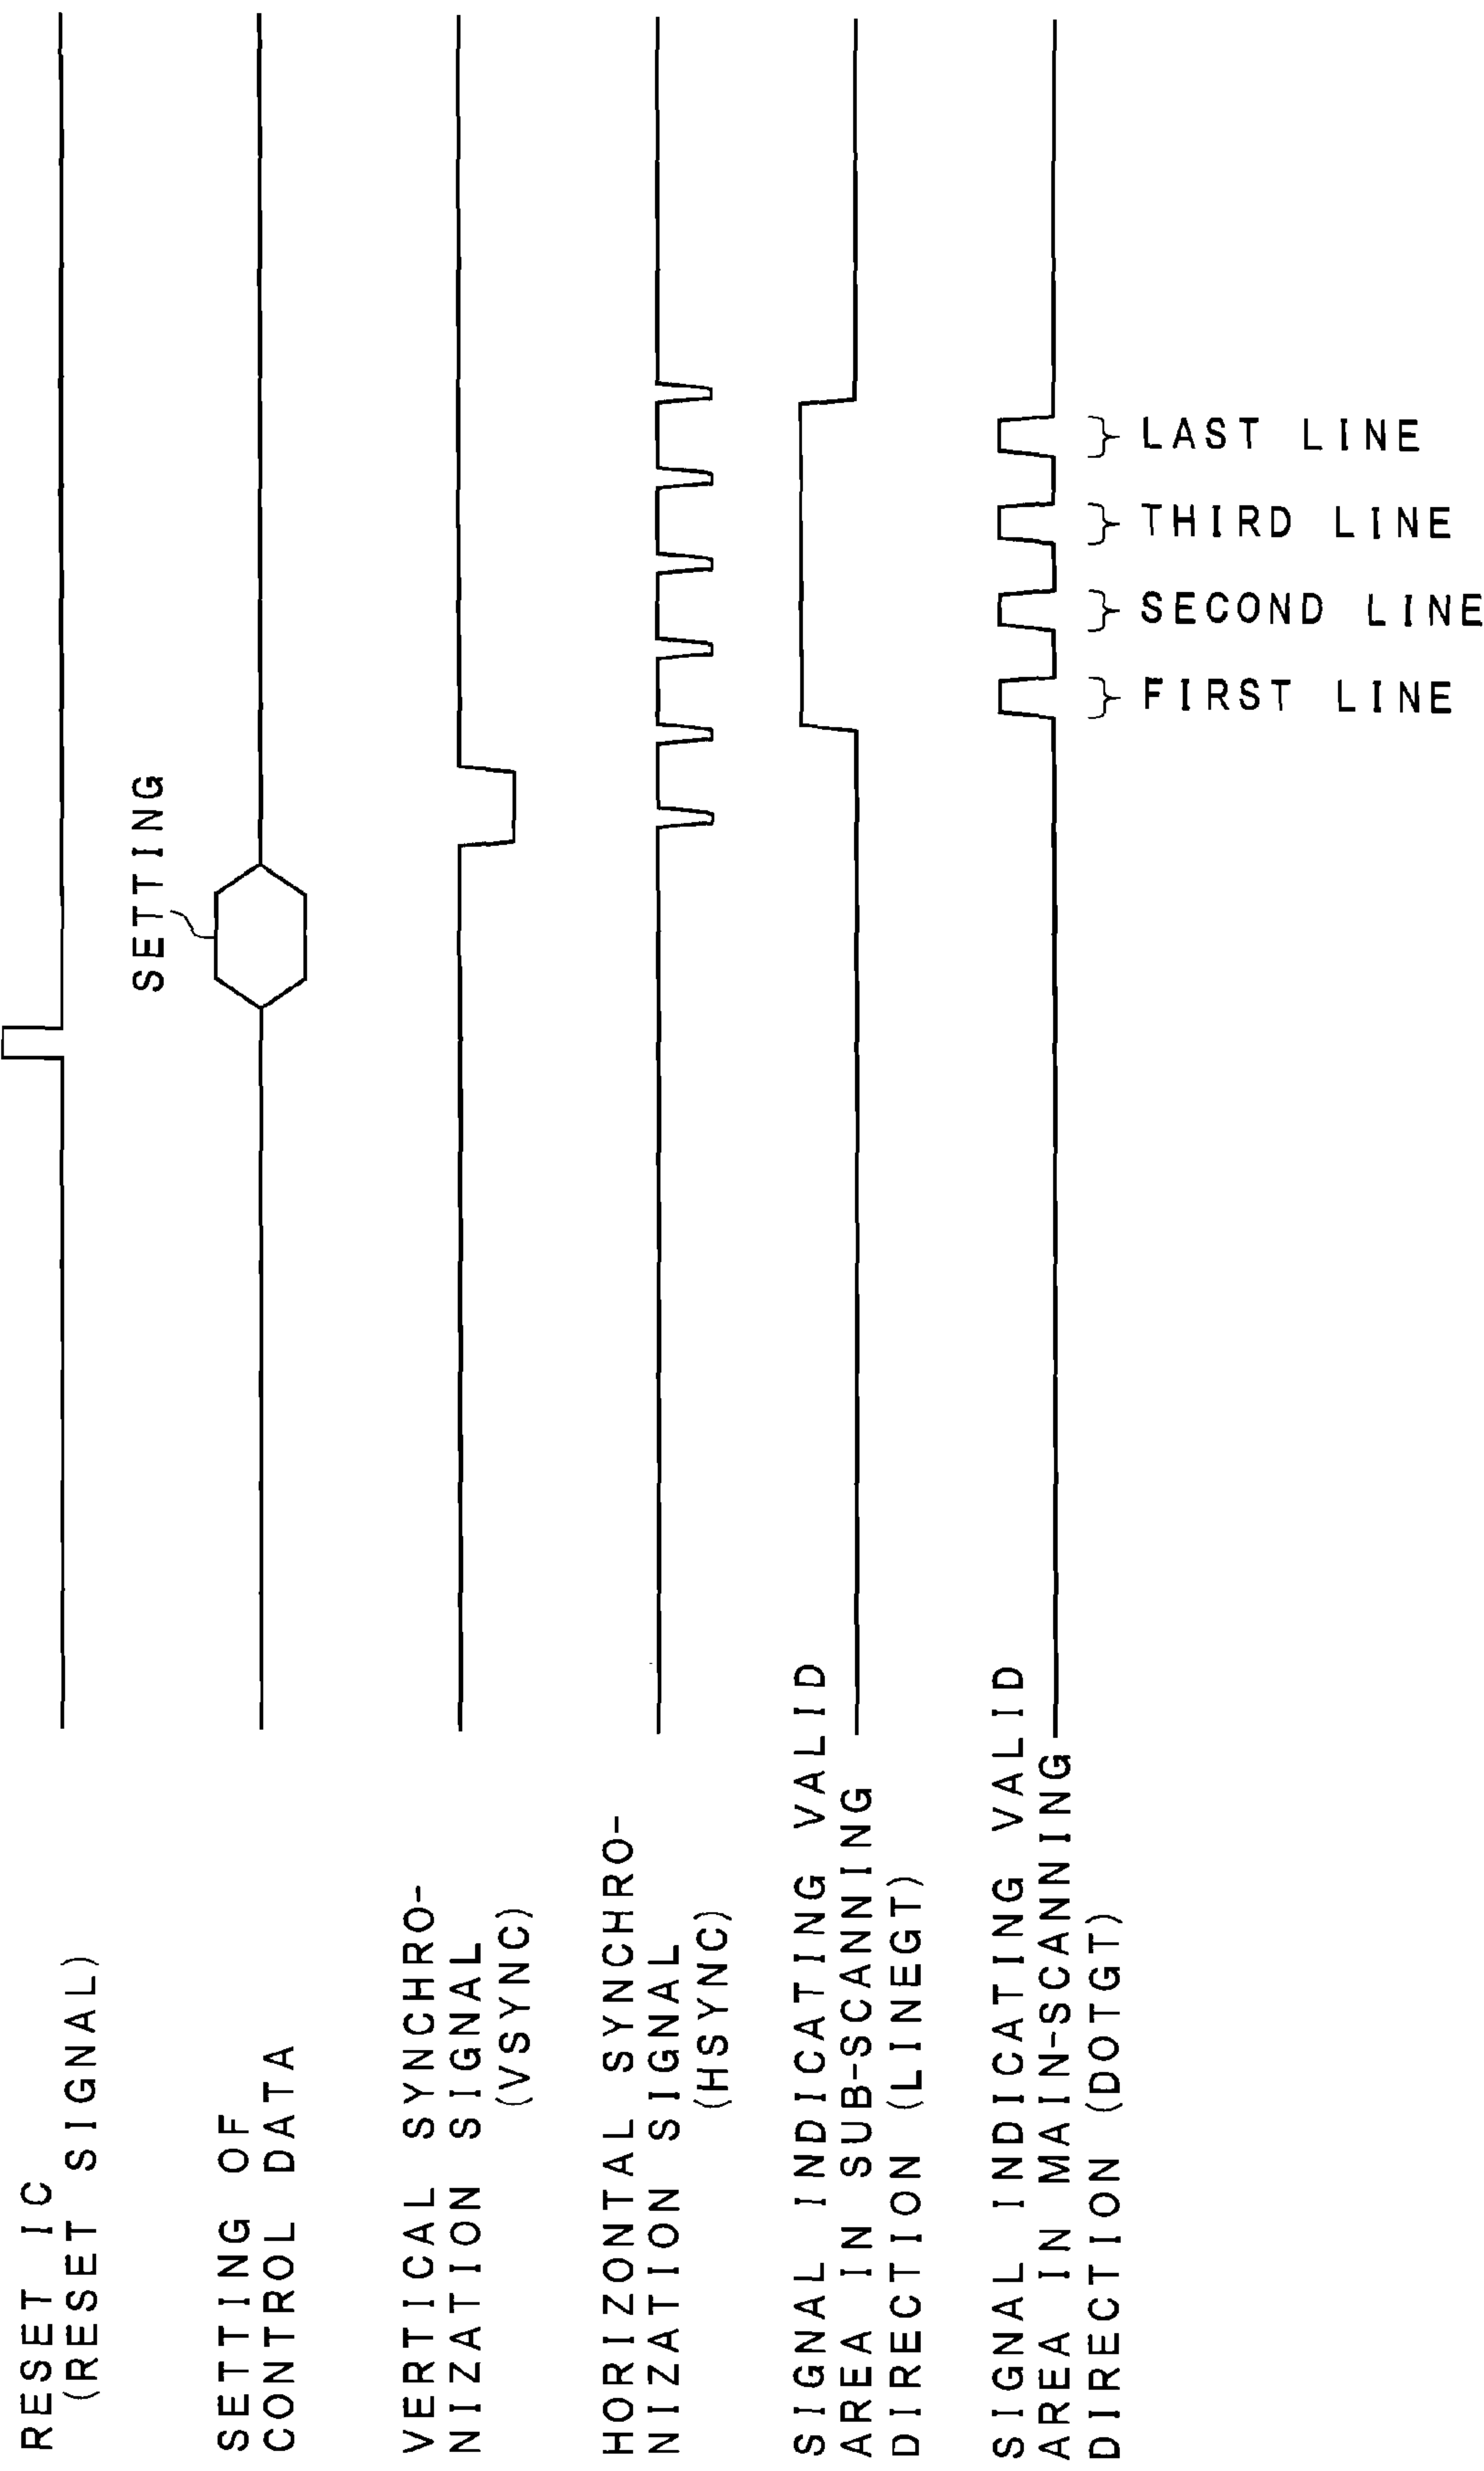 RESET IC
(RESET SIGNAL)
SETTING
SETTING OF
CONTROL DATA
VERTICAL SYNCHRO-
NIZATION SIGNAL
(VSYNC)
HORIZONTAL SYNCHRO-
NIZATION SIGNAL
(HSYNC)
SIGNAL INDICATING VALID
AREA IN SUB-SCANNING
DIRECTION (LINEGT)
SIGNAL INDICATING VALID
AREA IN MAIN-SCANNING
DIRECTION (DOTGT)
FIRST LINE
SECOND LINE
THIRD LINE
LAST LINE